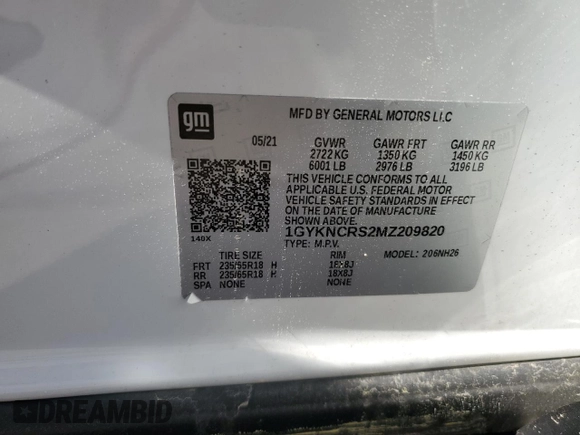 gm
MFD BY GENERAL MOTORS LLC
05/21 GVWR GAWR FRT GAWR RR
2722 KG 1350 KG 1450 KG
6001 LB 2976 LB 3196 LB
THIS VEHICLE CONFORMS TO ALL
APPLICABLE U.S. FEDERAL MOTOR
VEHICLE SAFETY STANDARDS IN EFFECT
ON THE DATE OF MANUFACTURE SHOWN ABOVE
1GYKNCRS2MZ209820
140X TYPE: M.P.V. MODEL: 206NH26
TIRE SIZE RIM
FRT 235/65R18 H 18X8J
RR 235/65R18 H 18X8J
SPA NONE NONE
DREAMBID